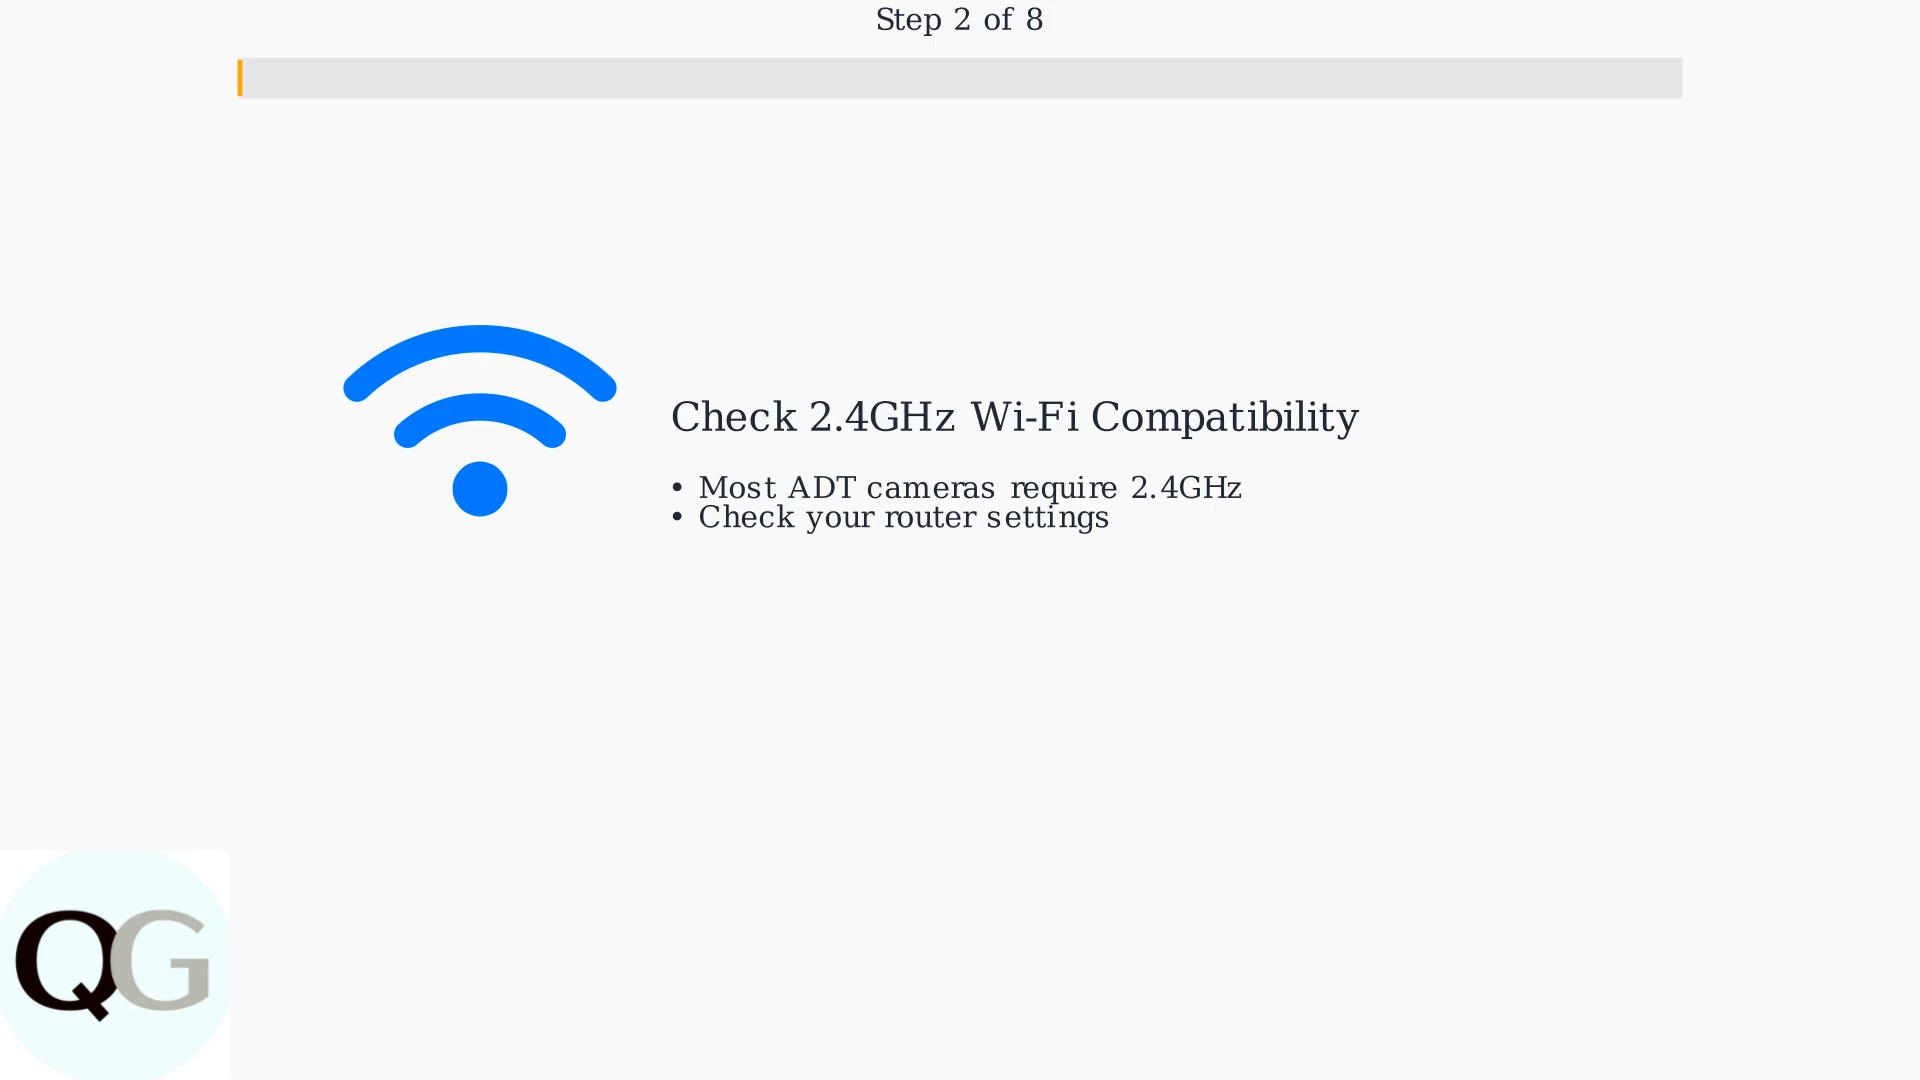 Step 2 of 8
Check 2.4GHz Wi-Fi Compatibility
• Most ADT cameras require 2.4GHz
• Check your router settings
QG